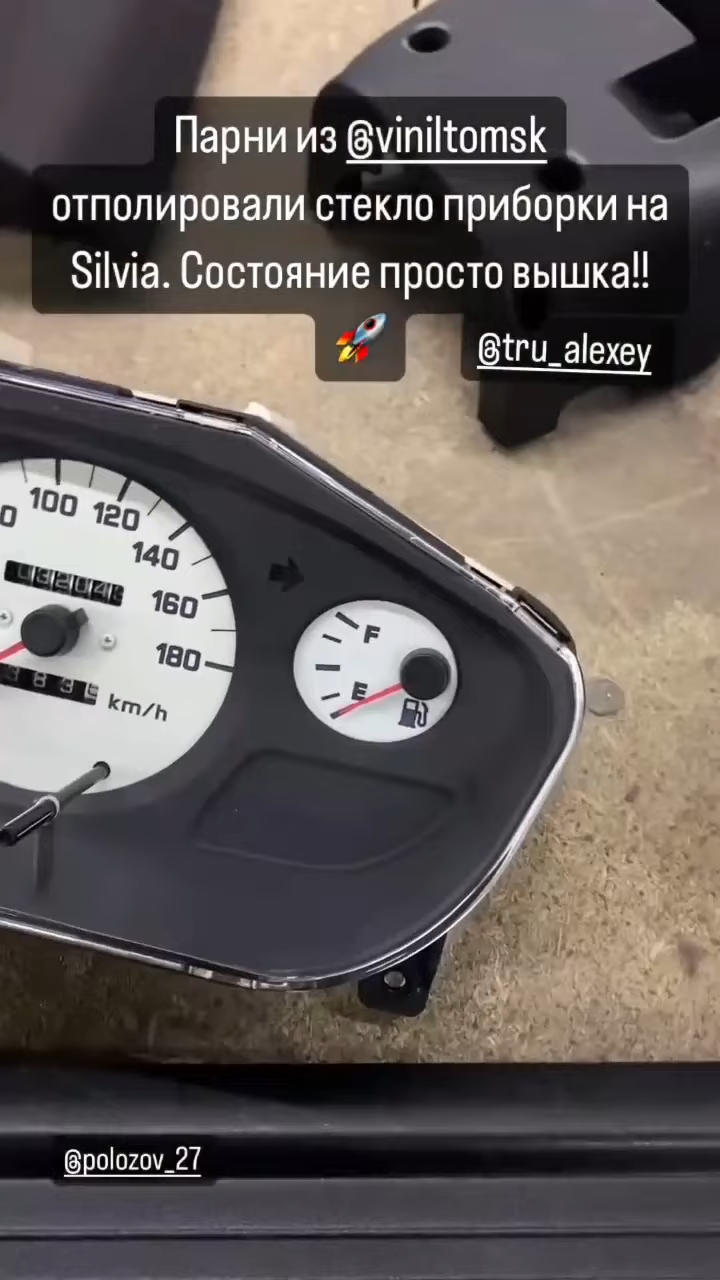 Парни из @viniltomsk
отполировали стекло приборки на
Silvia. Состояние просто вышка!!
🚀
@tru_alexey
100
120
140
160
180
km/h
F
E
@polozov_27